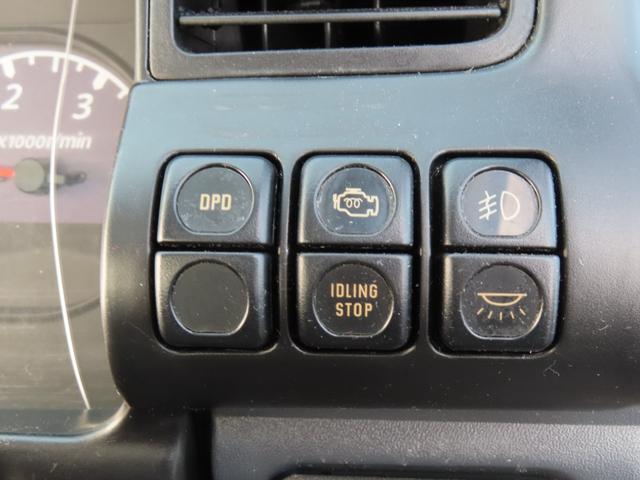 2 3
x1000r/min
DPD
IDLING
STOP